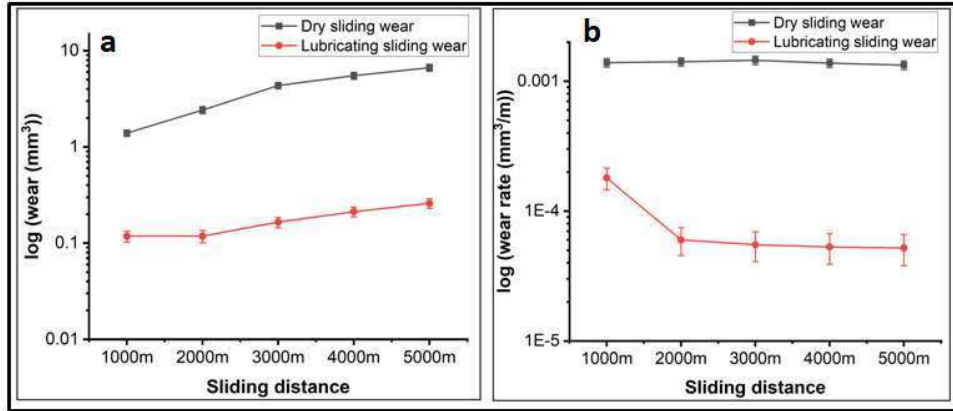 Dry sliding wear
Lubricating sliding wear
a
10
1
0.1
0.01
log (wear (mm³))
1000m 2000m 3000m 4000m 5000m
Sliding distance
Dry sliding wear
Lubricating sliding wear
b
0.001
1E-4
1E-5
log (wear rate (mm³/m))
1000m 2000m 3000m 4000m 5000m
Sliding distance